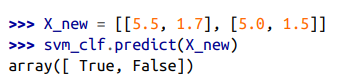 >>> X_new = [[5.5, 1.7], [5.0, 1.5]]
>>> svm_clf.predict(X_new)
array([ True, False])